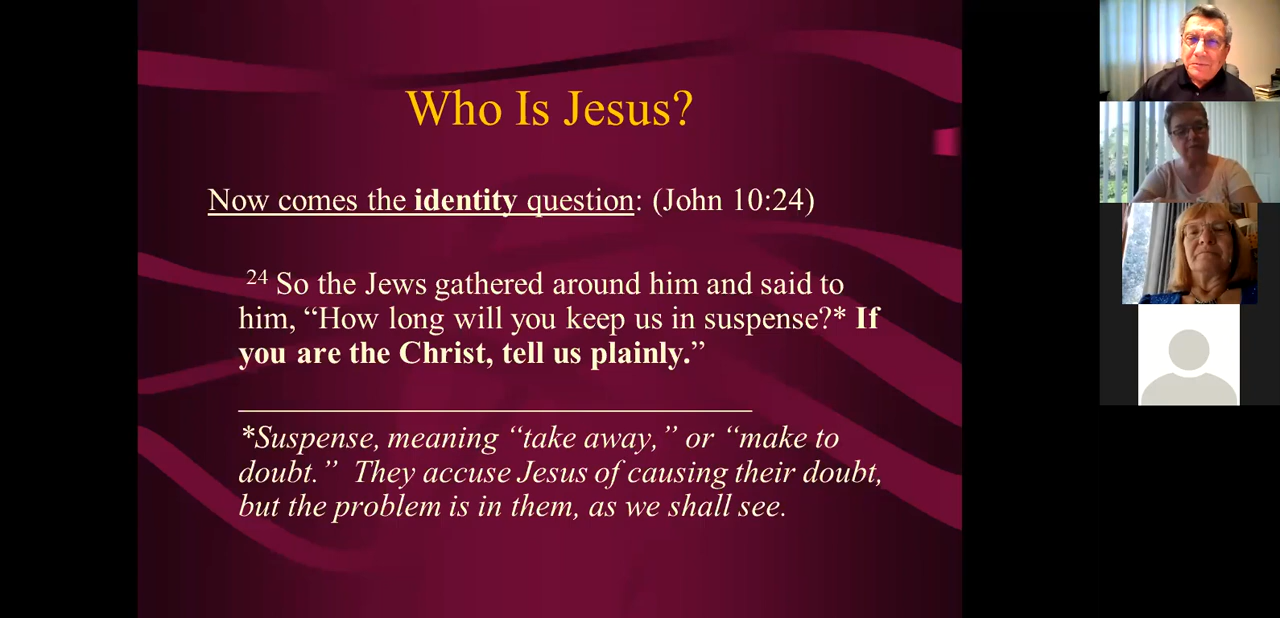 Who Is Jesus?
Now comes the identity question: (John 10:24)
24 So the Jews gathered around him and said to
him, “How long will you keep us in suspense?* If
you are the Christ, tell us plainly.”
*Suspense, meaning “take away,” or “make to
doubt.”  They accuse Jesus of causing their doubt,
but the problem is in them, as we shall see.